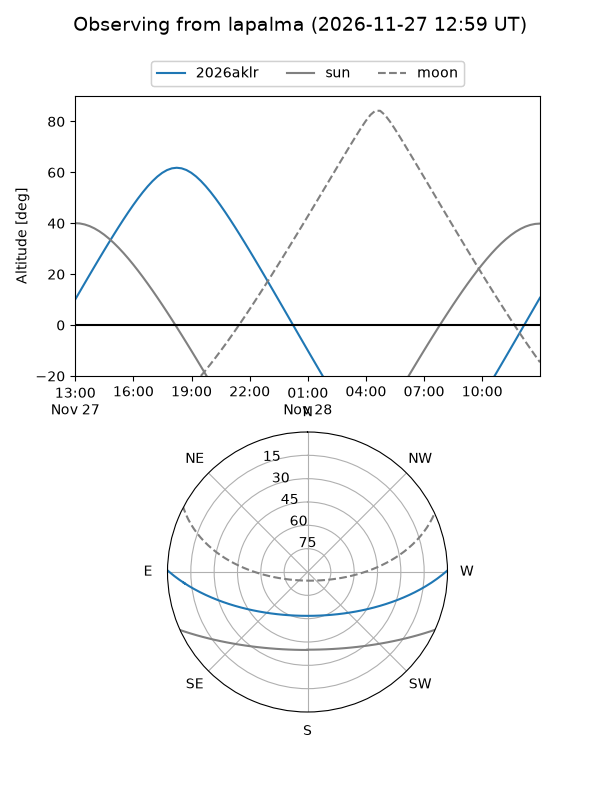 Observing from lapalma (2026-11-27 12:59 UT)
2026aklr sun moon
Altitude [deg]
80
60
40
20
0
−20
13:00 16:00 19:00 22:00 01:00 04:00 07:00 10:00
Nov 27 Nov 28
N
NE NW
15
30
45
60
75
E W
SE SW
S